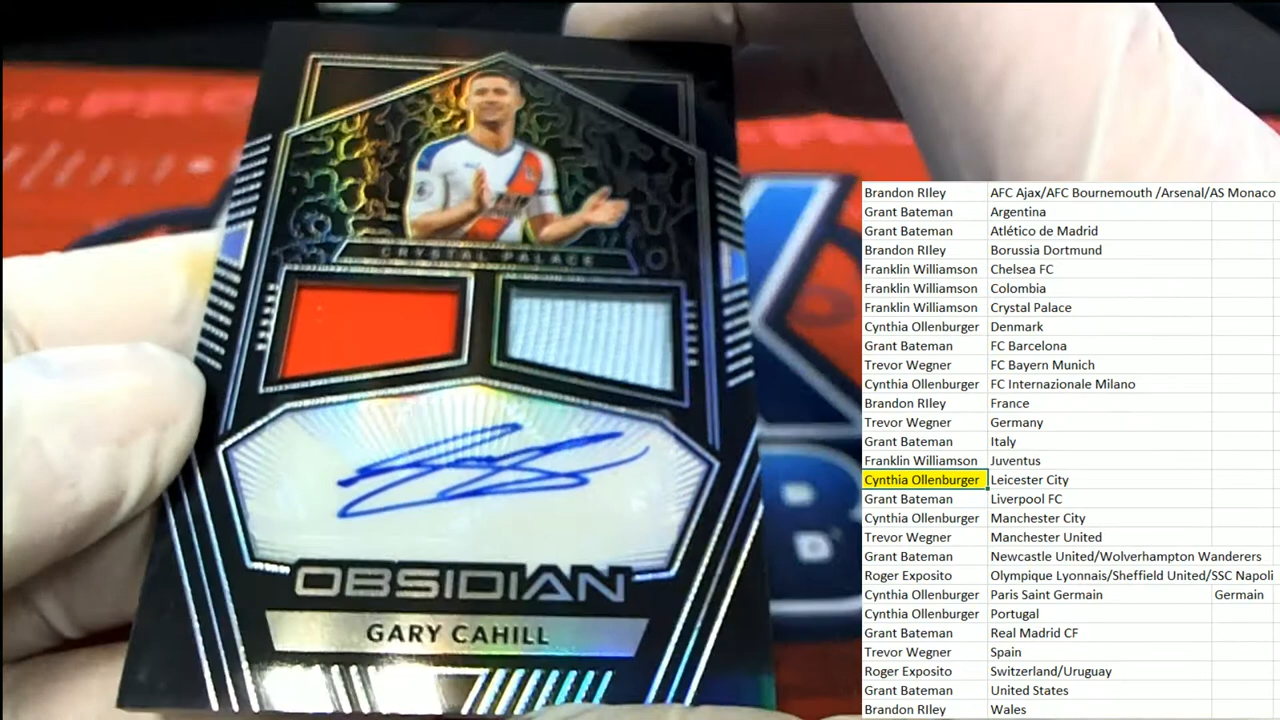 CRYSTAL PALACE
OBSIDIAN
GARY CAHILL
Brandon RIley AFC Ajax/AFC Bournemouth /Arsenal/AS Monaco
Grant Bateman Argentina
Grant Bateman Atlético de Madrid
Brandon RIley Borussia Dortmund
Franklin Williamson Chelsea FC
Franklin Williamson Colombia
Franklin Williamson Crystal Palace
Cynthia Ollenburger Denmark
Grant Bateman FC Barcelona
Trevor Wegner FC Bayern Munich
Cynthia Ollenburger FC Internazionale Milano
Brandon RIley France
Trevor Wegner Germany
Grant Bateman Italy
Franklin Williamson Juventus
Cynthia Ollenburger Leicester City
Grant Bateman Liverpool FC
Cynthia Ollenburger Manchester City
Trevor Wegner Manchester United
Grant Bateman Newcastle United/Wolverhampton Wanderers
Roger Exposito Olympique Lyonnais/Sheffield United/SSC Napoli
Cynthia Ollenburger Paris Saint Germain Germain
Cynthia Ollenburger Portugal
Grant Bateman Real Madrid CF
Trevor Wegner Spain
Roger Exposito Switzerland/Uruguay
Grant Bateman United States
Brandon RIley Wales